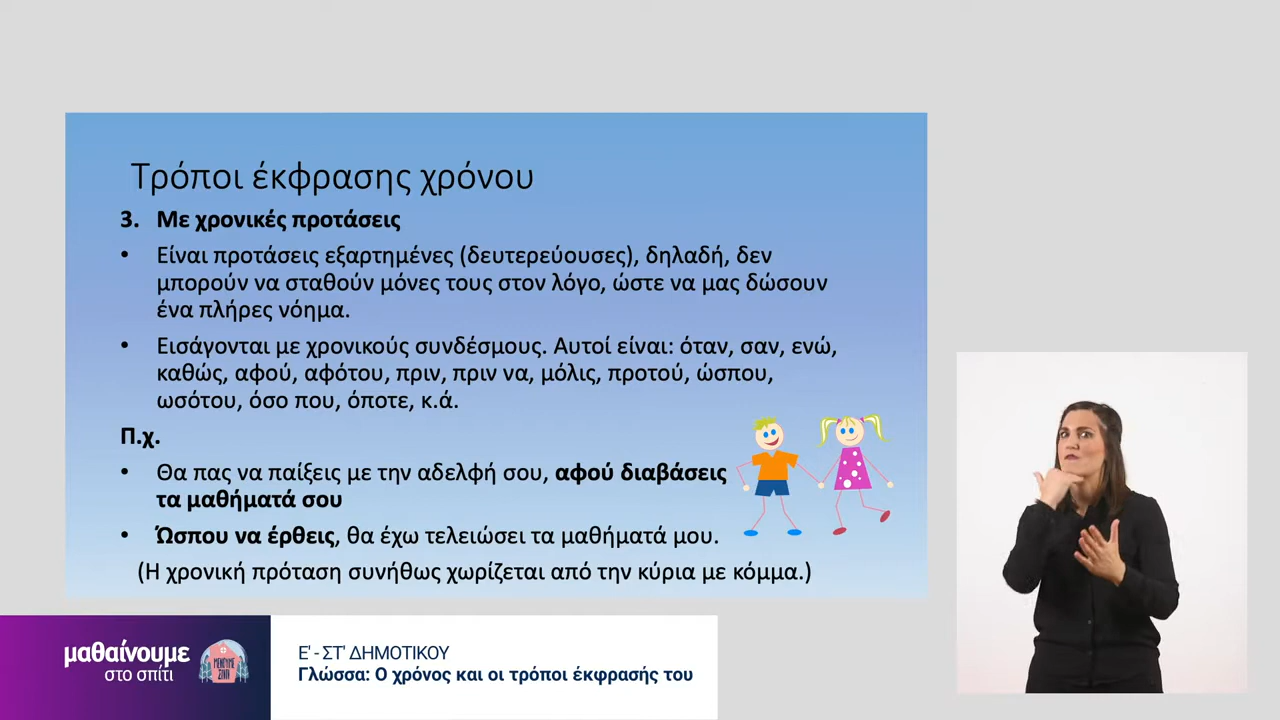 Τρόποι έκφρασης χρόνου
3. Με χρονικές προτάσεις
• Είναι προτάσεις εξαρτημένες (δευτερεύουσες), δηλαδή, δεν
μπορούν να σταθούν μόνες τους στον λόγο, ώστε να μας δώσουν
ένα πλήρες νόημα.
• Εισάγονται με χρονικούς συνδέσμους. Αυτοί είναι: όταν, σαν, ενώ,
καθώς, αφού, αφότου, πριν, πριν να, μόλις, προτού, ώσπου,
ωσότου, όσο που, όποτε, κ.ά.
Π.χ.
• Θα πας να παίξεις με την αδελφή σου, αφού διαβάσεις
τα μαθήματά σου
• Ώσπου να έρθεις, θα έχω τελειώσει τα μαθήματά μου.
(Η χρονική πρόταση συνήθως χωρίζεται από την κύρια με κόμμα.)
μαθαίνουμε
στο σπίτι
ΜΕΝΟΥΜΕ
ΣΠΙΤΙ
Ε' - ΣΤ' ΔΗΜΟΤΙΚΟΥ
Γλώσσα: Ο χρόνος και οι τρόποι έκφρασής του